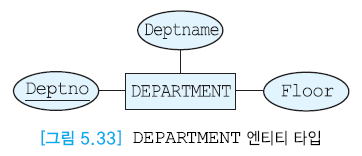 Deptname
Deptno
DEPARTMENT
Floor
[그림 5.33] DEPARTMENT 엔티티 타입